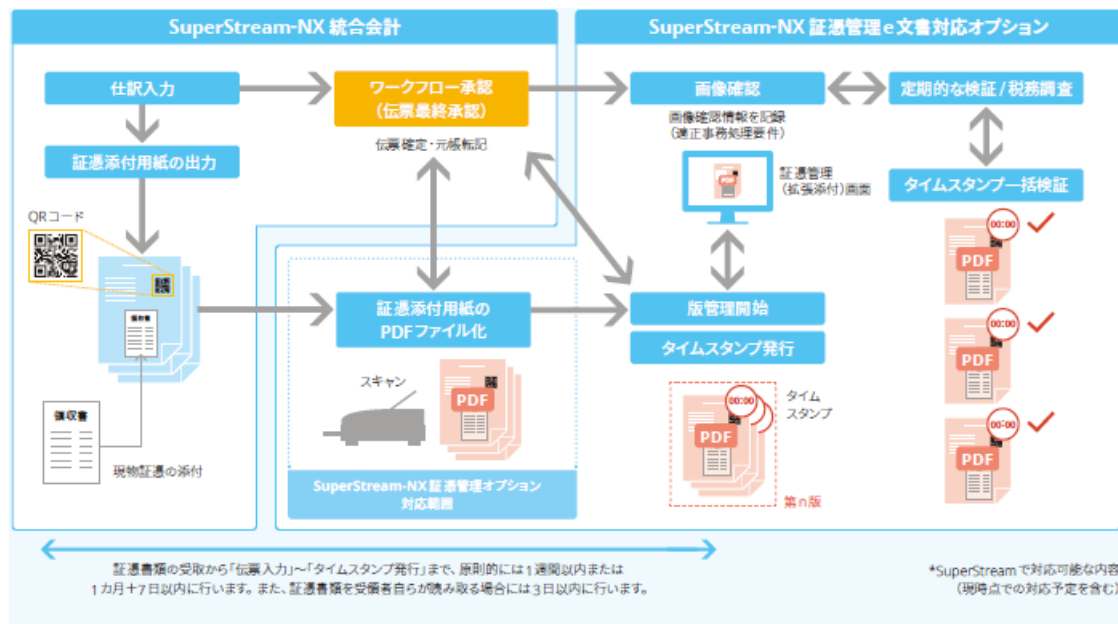 SuperStream-NX 統合会計
SuperStream-NX 証憑管理e文書対応オプション
仕訳入力
ワークフロー承認
（伝票最終承認）
伝票確定・元帳転記
画像確認
画像確認情報を記録
（適正事務処理要件）
定期的な検証/税務調査
証憑添付用紙の出力
QRコード
PDF
証憑管理
（拡張添付）画面
タイムスタンプ一括検証
00:00
PDF
00:00
PDF
00:00
PDF
領収書
領収書
現物証憑の添付
証憑添付用紙の
PDFファイル化
スキャン
PDF
SuperStream-NX 証憑管理オプション
対応範囲
版管理開始
タイムスタンプ発行
00:00
PDF
タイム
スタンプ
第n版
証憑書類の受取から「伝票入力」～「タイムスタンプ発行」まで、原則的には1週間以内または
1カ月＋7日以内に行います。また、証憑書類を受領者自らが読み取る場合には3日以内に行います。
*SuperStreamで対応可能な内容
（現時点での対応予定を含む）